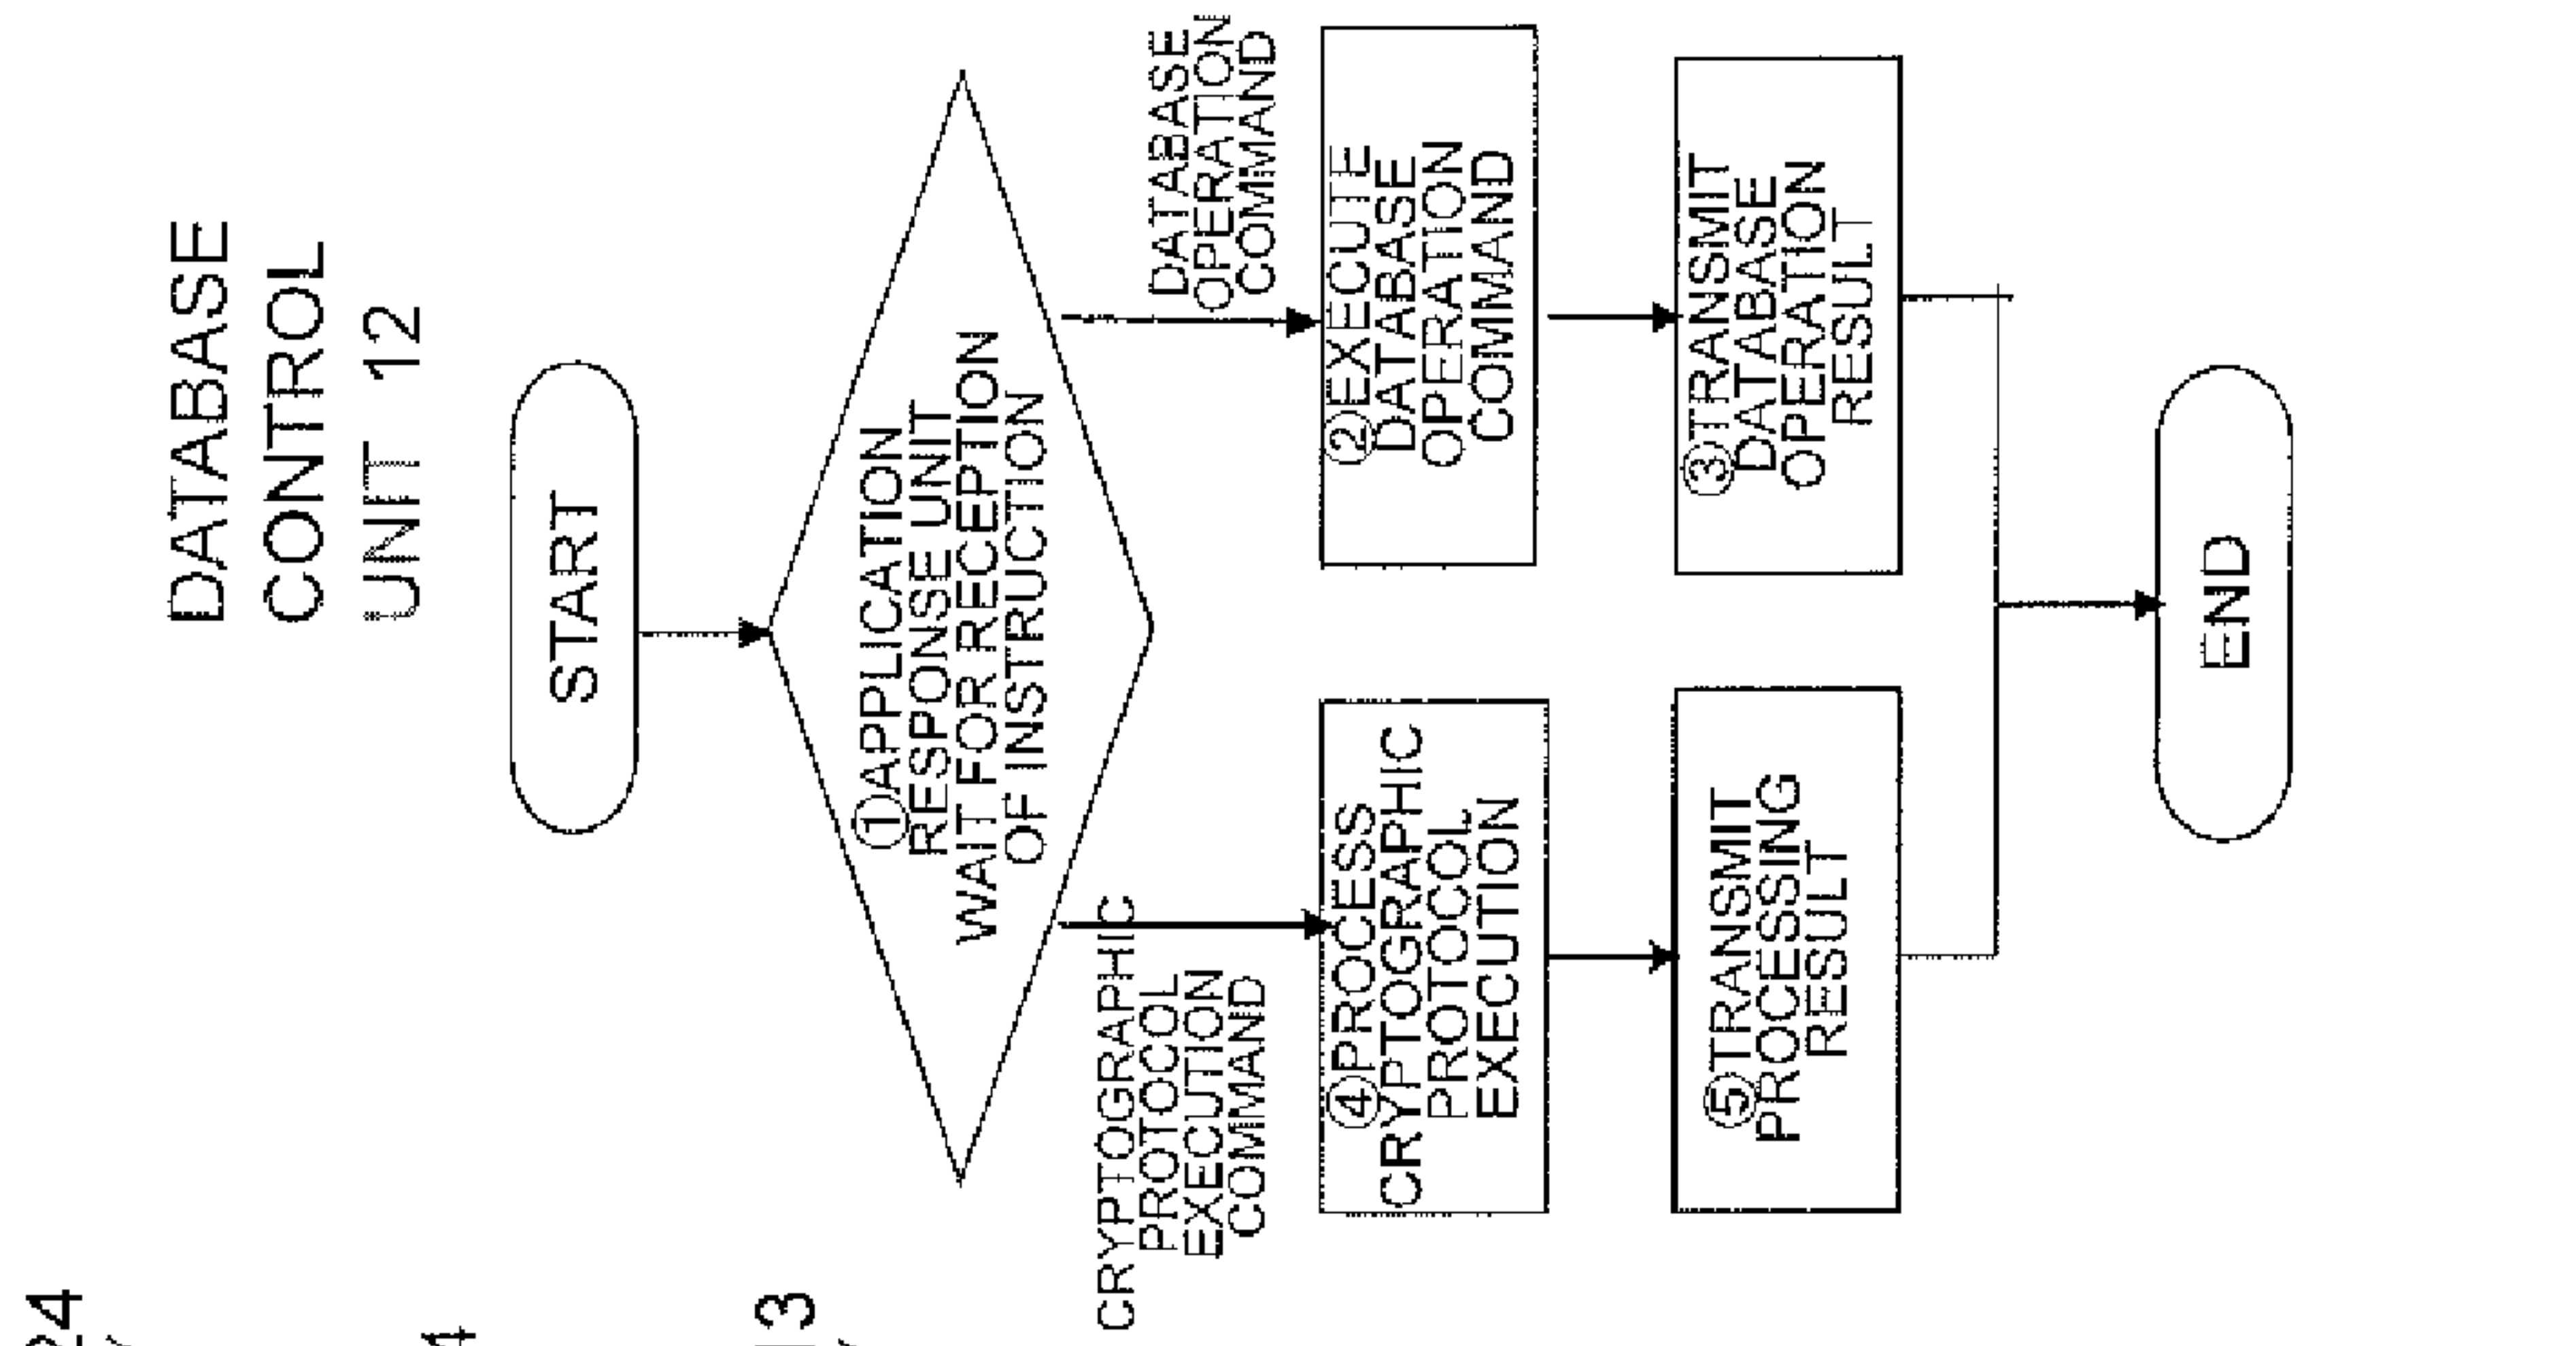 DATABASE
CONTROL
UNIT 12
START
①APPLICATION
RESPONSE UNIT
WAIT FOR RECEPTION
OF INSTRUCTION
CRYPTOGRAPHIC
PROTOCOL
EXECUTION
COMMAND
DATABASE
OPERATION
COMMAND
④PROCESS
CRYPTOGRAPHIC
PROTOCOL
EXECUTION
②EXECUTE
DATABASE
OPERATION
COMMAND
⑤TRANSMIT
PROCESSING
RESULT
③TRANSMIT
DATABASE
OPERATION
RESULT
END